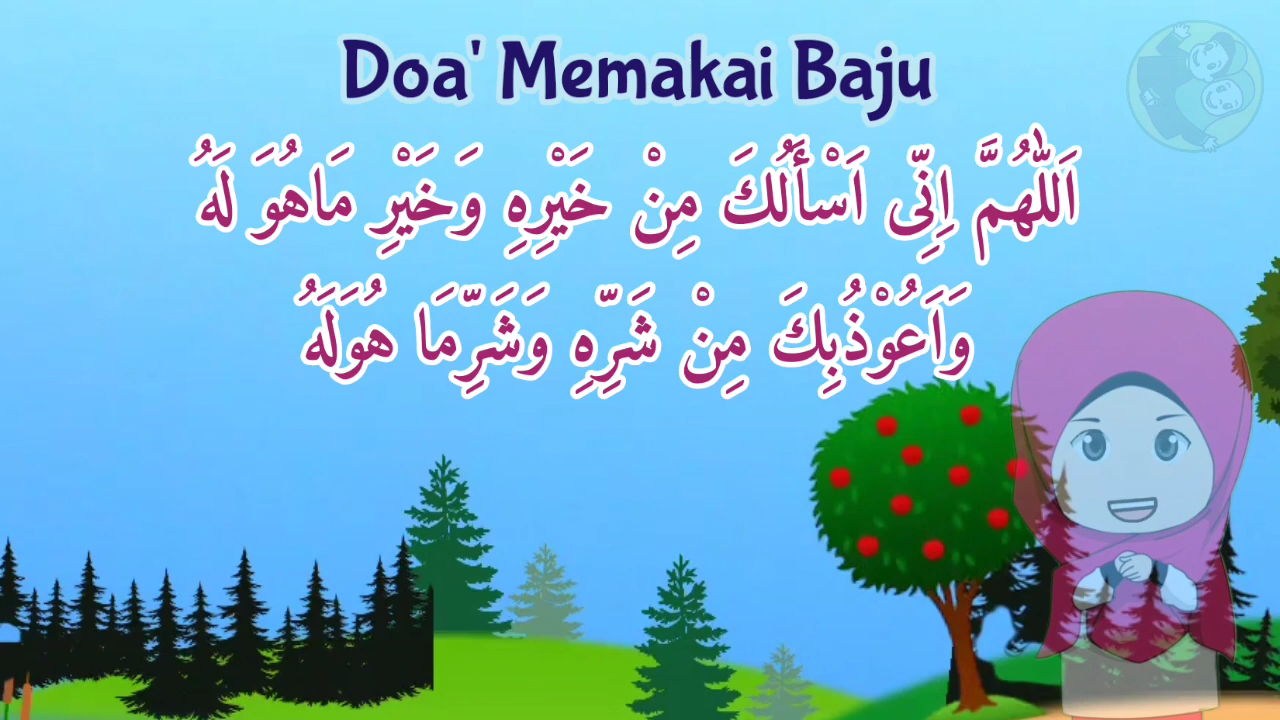 Doa' Memakai Baju
اَللّٰهُمَّ اِنِّى اَسْأَلُكَ مِنْ خَيْرِهِ وَخَيْرِ مَاهُوَ لَهُ
وَاَعُوْذُبِكَ مِنْ شَرِّهِ وَشَرِّمَا هُوَلَهُ